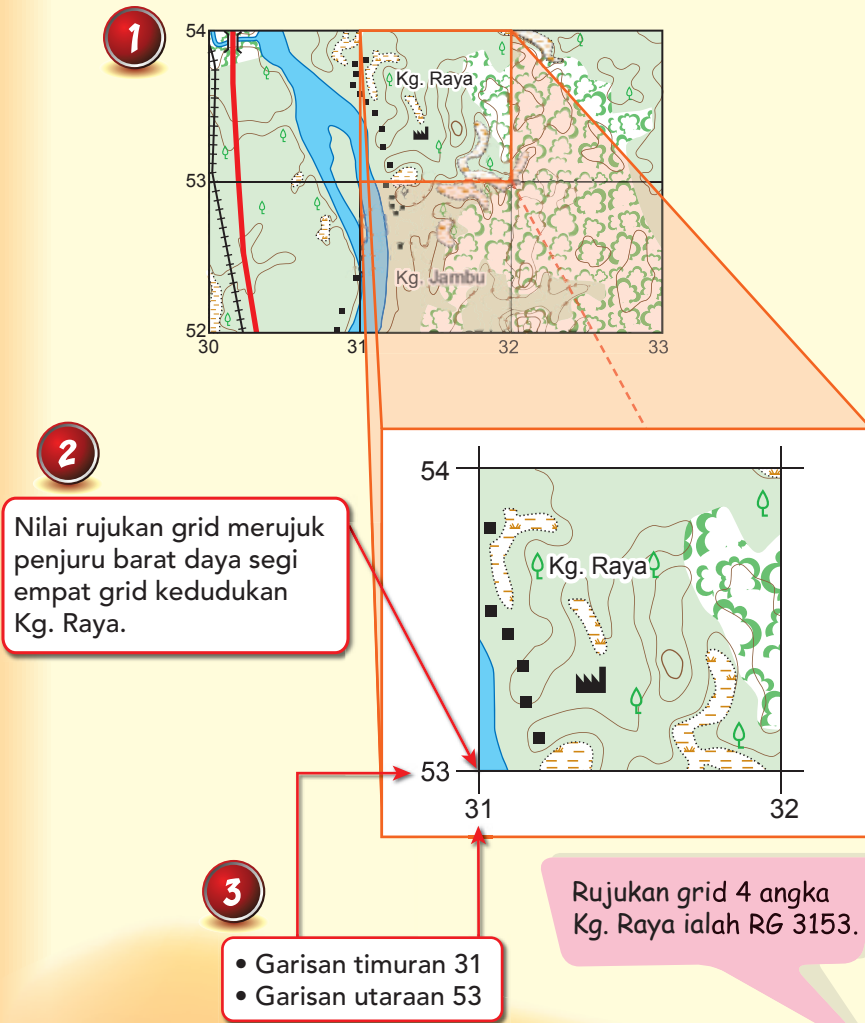 1
54
Kg. Raya
53
Kg. Jambu
52
30
31
32
33
2
Nilai rujukan grid merujuk
penjuru barat daya segi
empat grid kedudukan
Kg. Raya.
54
Kg. Raya
53
31
32
3
• Garisan timuran 31
• Garisan utaraan 53
Rujukan grid 4 angka
Kg. Raya ialah RG 3153.